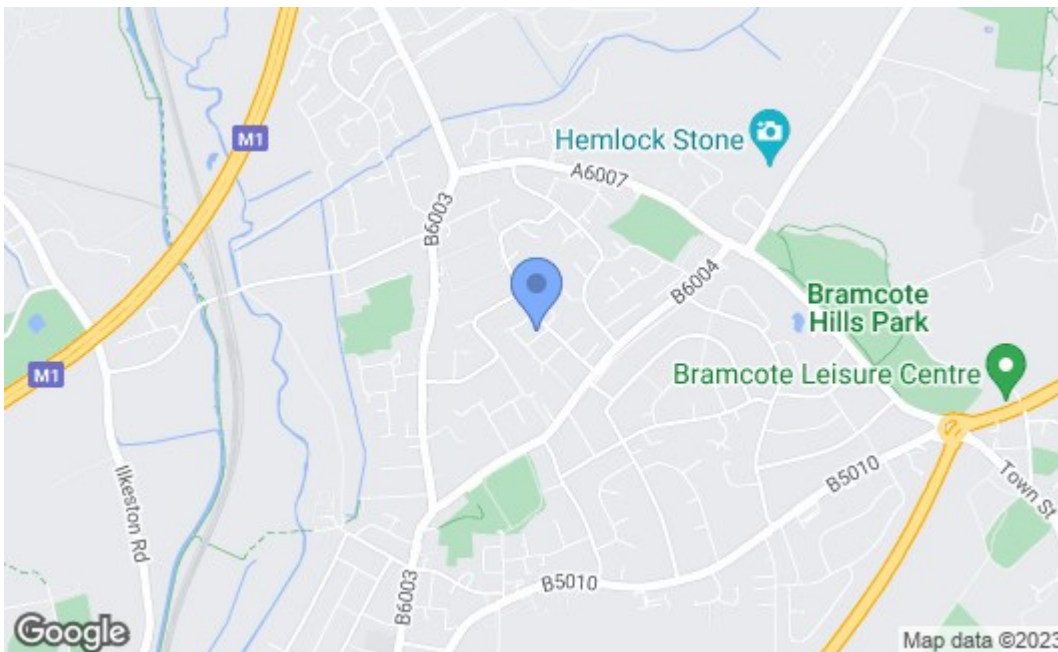 M1
Hemlock Stone
A6007
B6003
B6004
Bramcote
Hills Park
M1
Bramcote Leisure Centre
B5010
Ilkeston Rd
Town St
B6003
B5010
Google
Map data ©2023